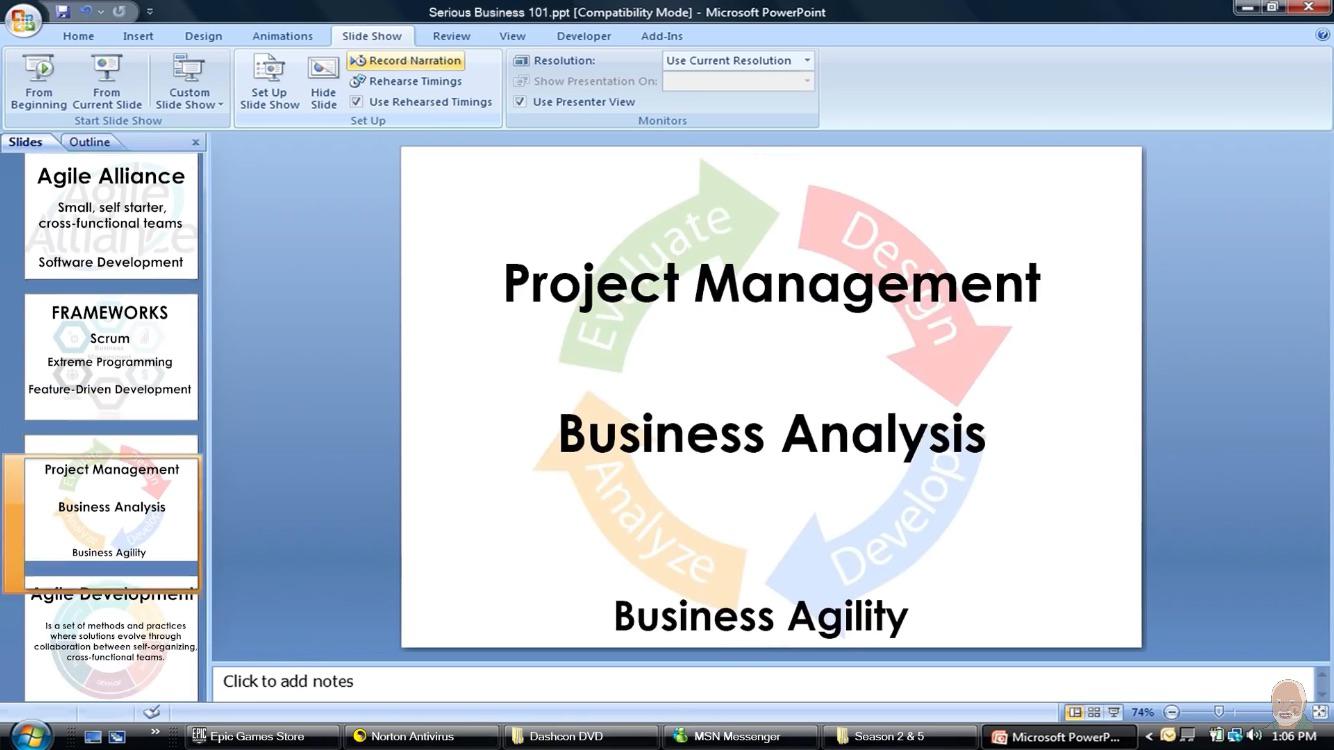 Serious Business 101.ppt [Compatibility Mode] - Microsoft PowerPoint
Home Insert Design Animations Slide Show Review View Developer Add-Ins
From Beginning
From Current Slide
Custom Slide Show
Start Slide Show
Set Up Slide Show
Hide Slide
Record Narration
Rehearse Timings
Use Rehearsed Timings
Set Up
Resolution: Use Current Resolution
Show Presentation On:
Use Presenter View
Monitors
Slides Outline
Agile Alliance
Small, self starter,
cross-functional teams
Software Development
FRAMEWORKS
Scrum
Extreme Programming
Feature-Driven Development
Project Management
Business Analysis
Business Agility
Agile Development
Is a set of methods and practices
where solutions evolve through
collaboration between self-organizing,
cross-functional teams.
Evaluate
Design
Project Management
Business Analysis
Analyze
Develop
Business Agility
Click to add notes
74%
Epic Games Store Norton Antivirus Dashcon DVD MSN Messenger Season 2 & 5 Microsoft PowerP... 1:06 PM